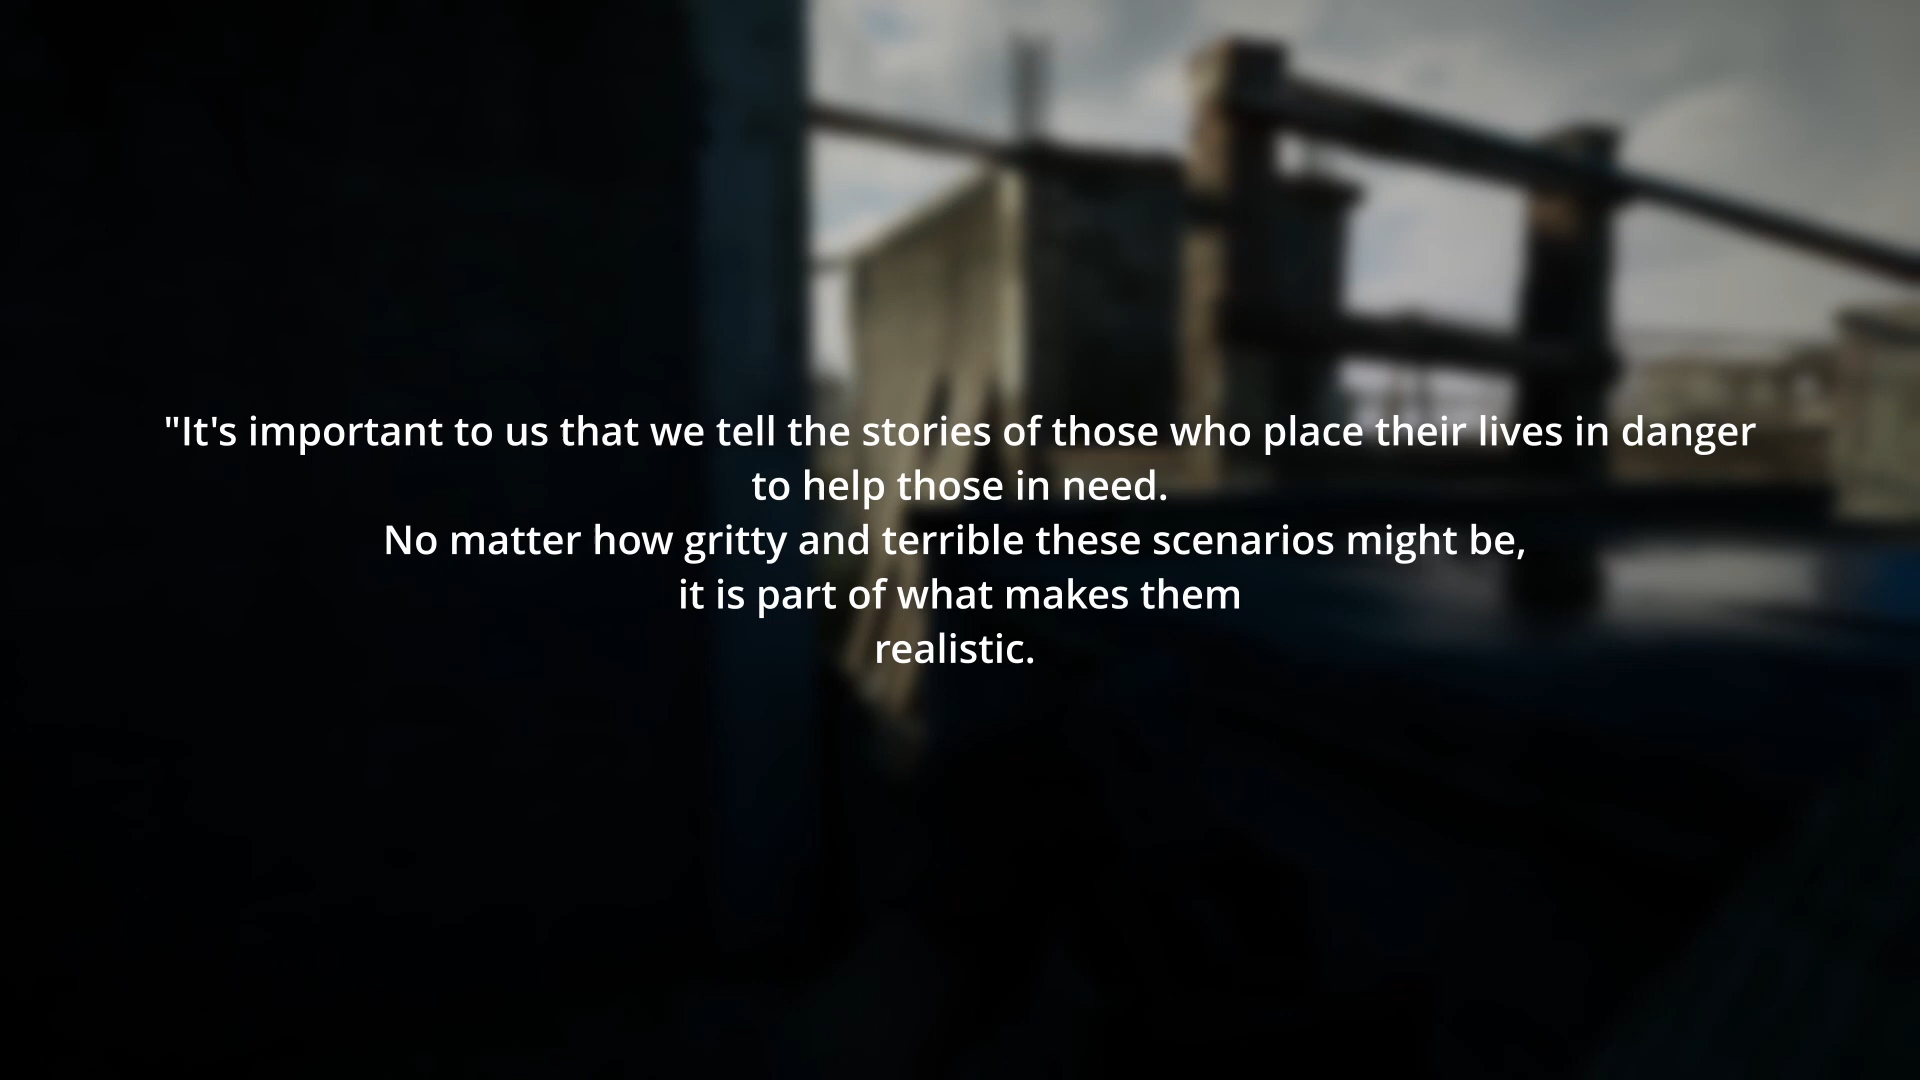 "It's important to us that we tell the stories of those who place their lives in danger
to help those in need.
No matter how gritty and terrible these scenarios might be,
it is part of what makes them
realistic.